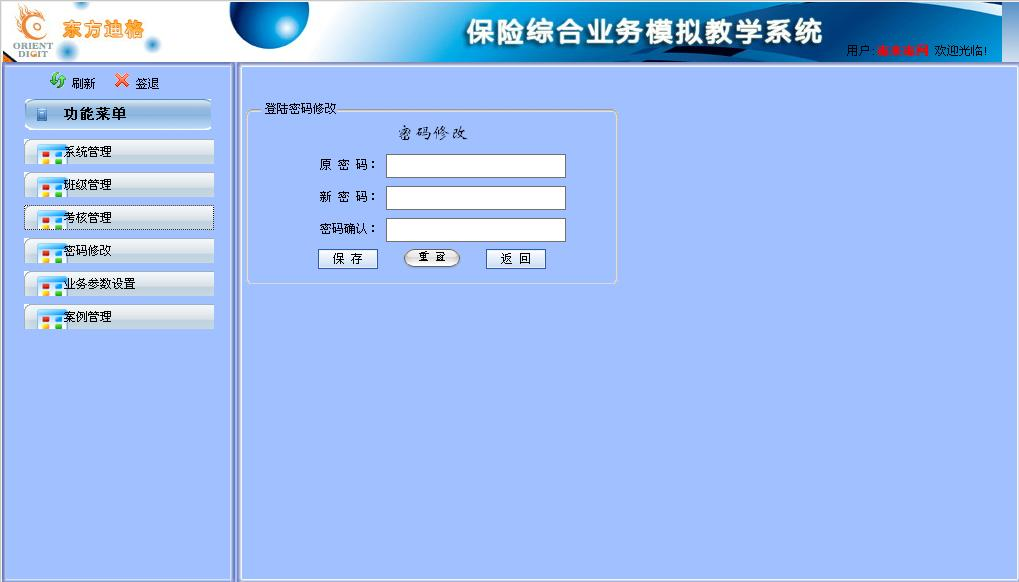 东方迪格
ORIENT
DIGIT
保险综合业务模拟教学系统
用户: 欢迎光临!
刷新 签退
功能菜单
系统管理
班级管理
考核管理
密码修改
业务参数设置
案例管理
登陆密码修改
密码修改
原 密 码：
新 密 码：
密码确认：
保 存 重 置 返 回